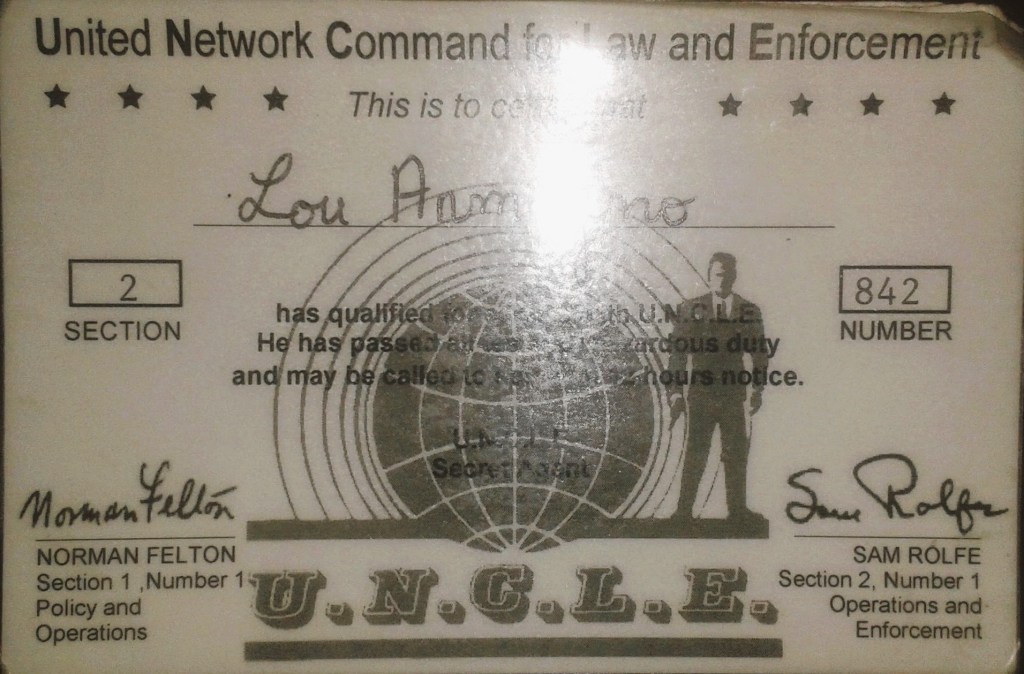 United Network Command for Law and Enforcement
This is to
Lou
2
SECTION
842
NUMBER
has qualified U.N.C.L.E.
He has passed duty
and may be called to hours notice.
U.N.C.L.E.
Secret Agent
Norman Felton
NORMAN FELTON
Section 1 ,Number 1
Policy and
Operations
Sam Rolfe
SAM ROLFE
Section 2, Number 1
Operations and
Enforcement
U.N.C.L.E.